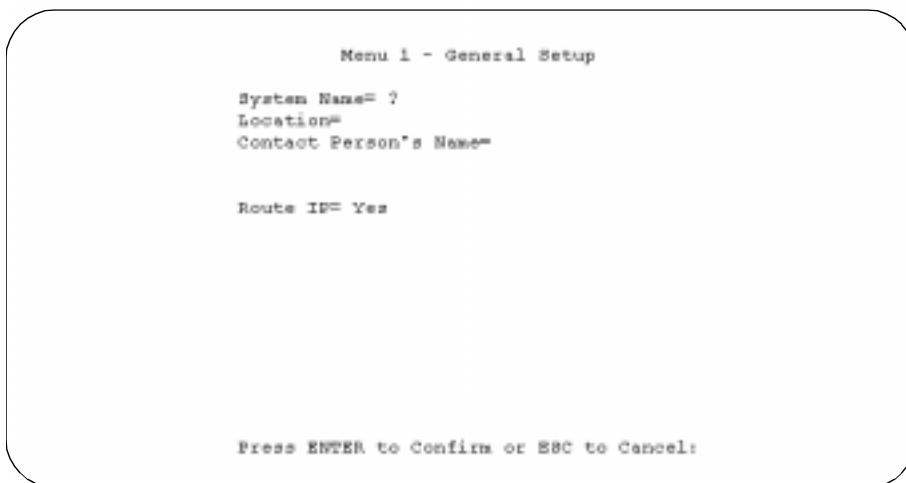 Menu 1 - General Setup
System Name= ?
Location=
Contact Person's Name=
Route IP= Yes
Press ENTER to Confirm or ESC to Cancel: